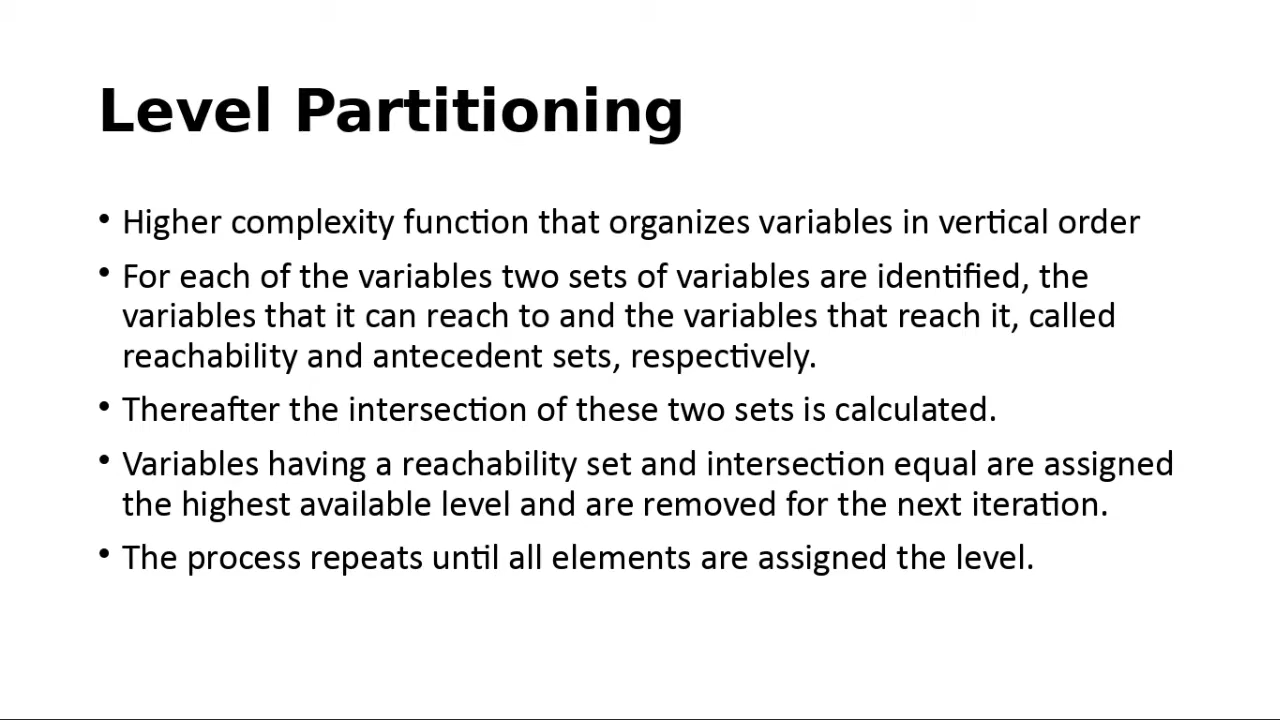 Level Partitioning
• Higher complexity function that organizes variables in vertical order
• For each of the variables two sets of variables are identified, the
variables that it can reach to and the variables that reach it, called
reachability and antecedent sets, respectively.
• Thereafter the intersection of these two sets is calculated.
• Variables having a reachability set and intersection equal are assigned
the highest available level and are removed for the next iteration.
• The process repeats until all elements are assigned the level.